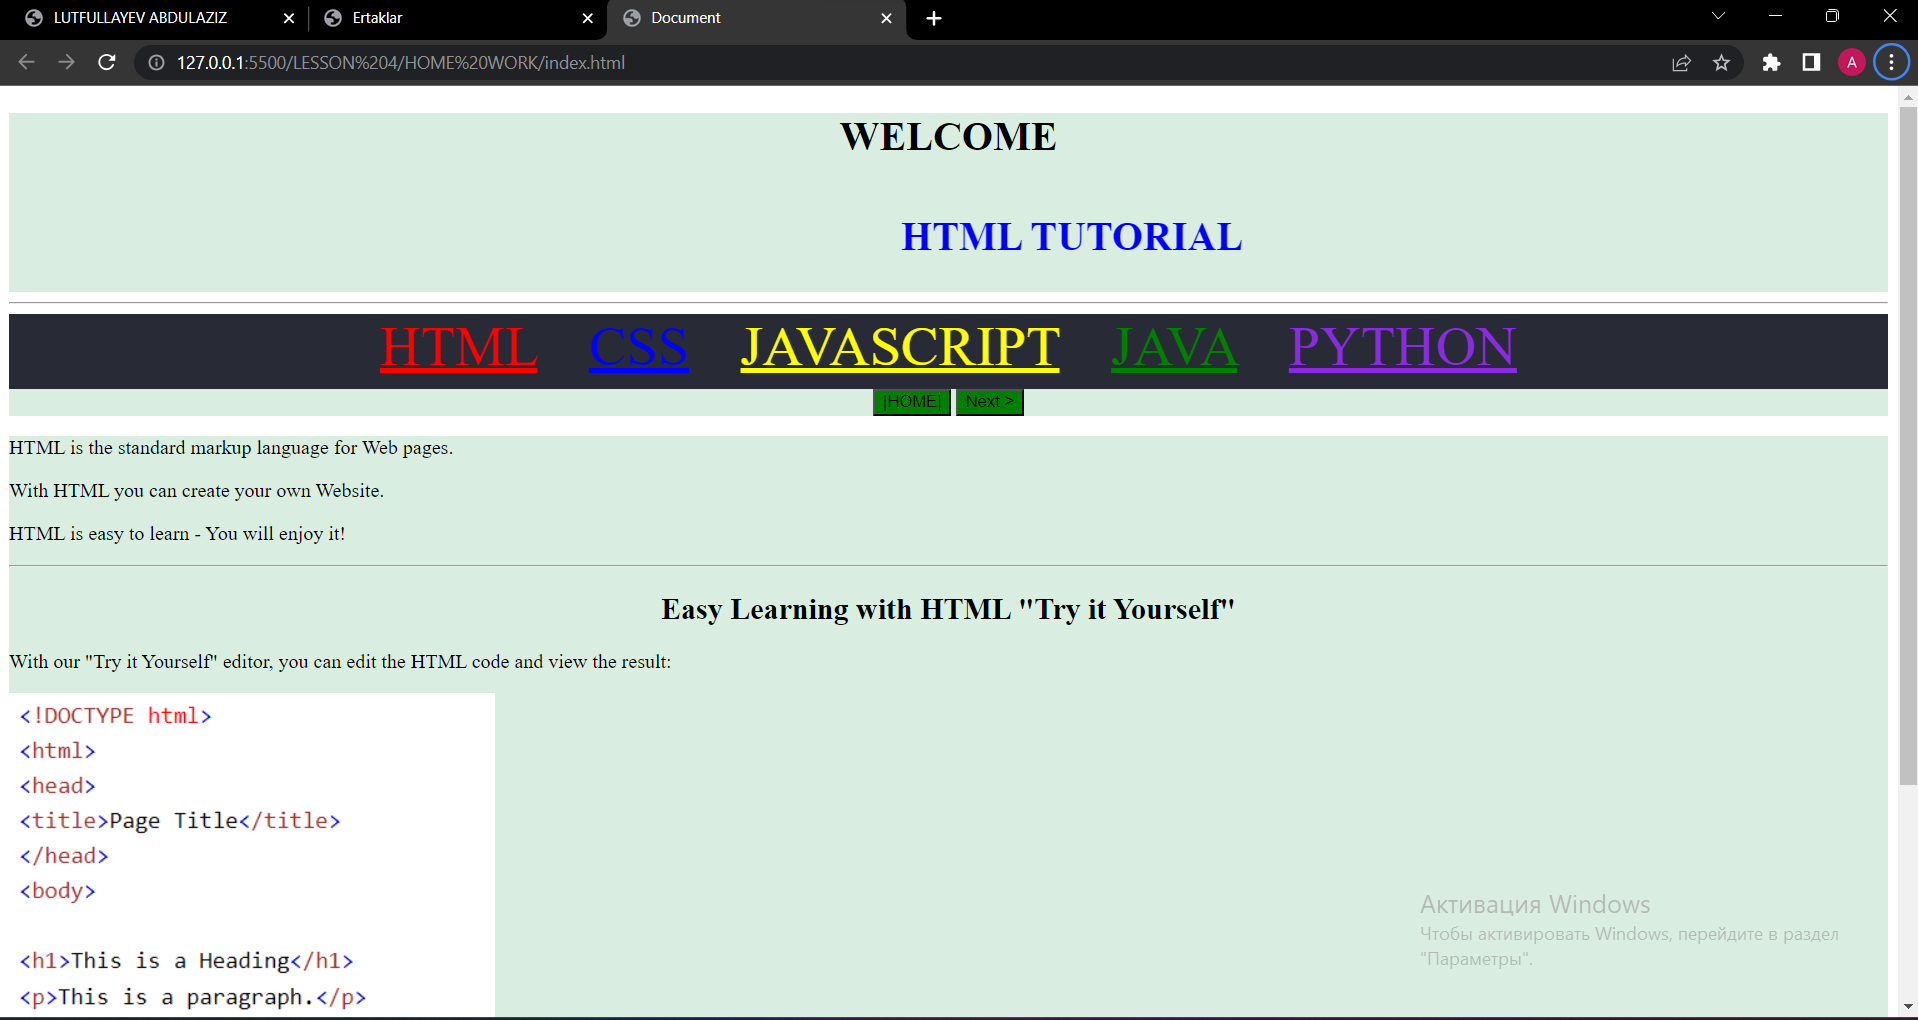 LUTFULLAYEV ABDULAZIZ
Ertaklar
Document
127.0.0.1:5500/LESSON%204/HOME%20WORK/index.html
A
WELCOME
HTML TUTORIAL
HTML CSS JAVASCRIPT JAVA PYTHON
|HOME| Next >
HTML is the standard markup language for Web pages.
With HTML you can create your own Website.
HTML is easy to learn - You will enjoy it!
Easy Learning with HTML "Try it Yourself"
With our "Try it Yourself" editor, you can edit the HTML code and view the result:
<!DOCTYPE html>
<html>
<head>
<title>Page Title</title>
</head>
<body>
<h1>This is a Heading</h1>
<p>This is a paragraph.</p>
Активация Windows
Чтобы активировать Windows, перейдите в раздел
"Параметры".